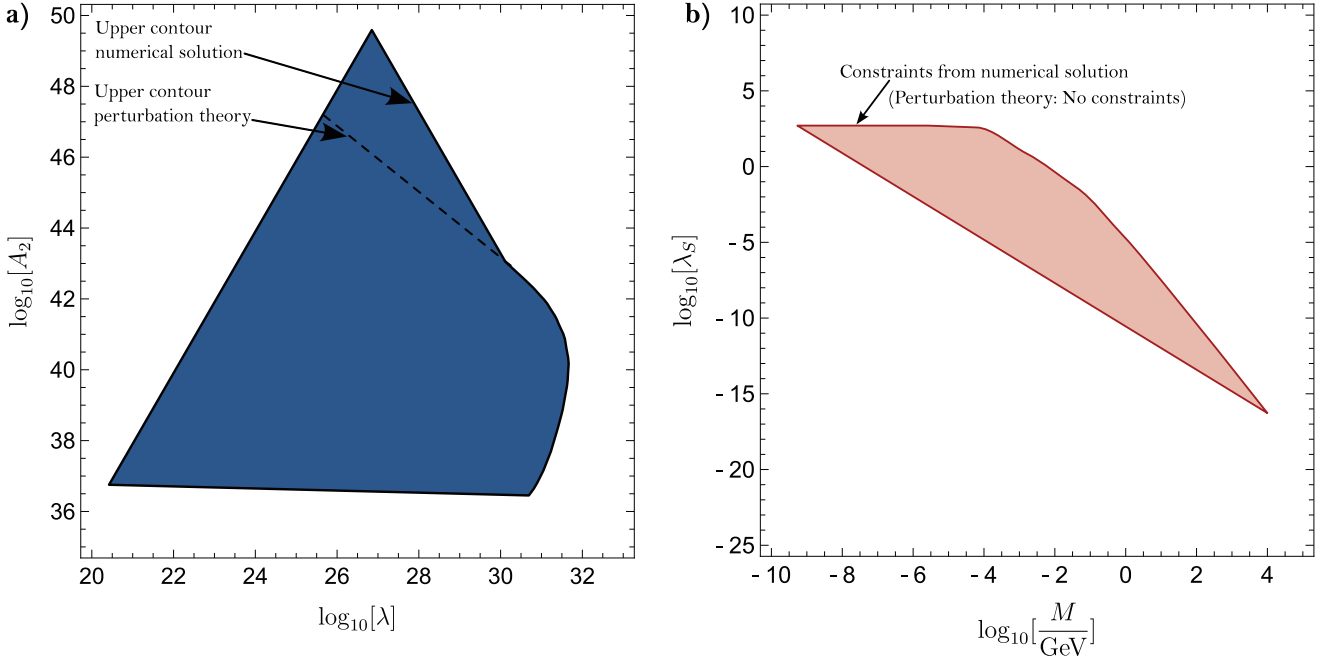 a)
Upper contour
numerical solution
Upper contour
perturbation theory
log10[A2]
50
48
46
44
42
40
38
36
20
22
24
26
28
30
32
log10[λ]
b)
Constraints from numerical solution
(Perturbation theory: No constraints)
log10[λS]
10
5
0
-5
-10
-15
-20
-25
-10
-8
-6
-4
-2
0
2
4
log10[M/GeV]